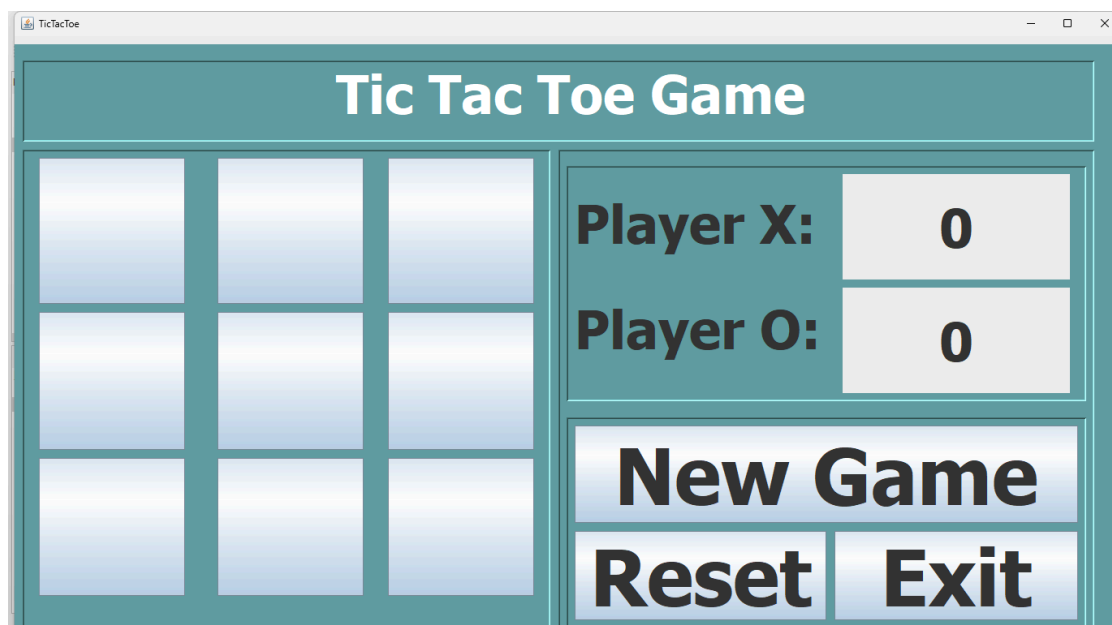 TicTacToe
Tic Tac Toe Game
Player X: 0
Player O: 0
New Game
Reset Exit